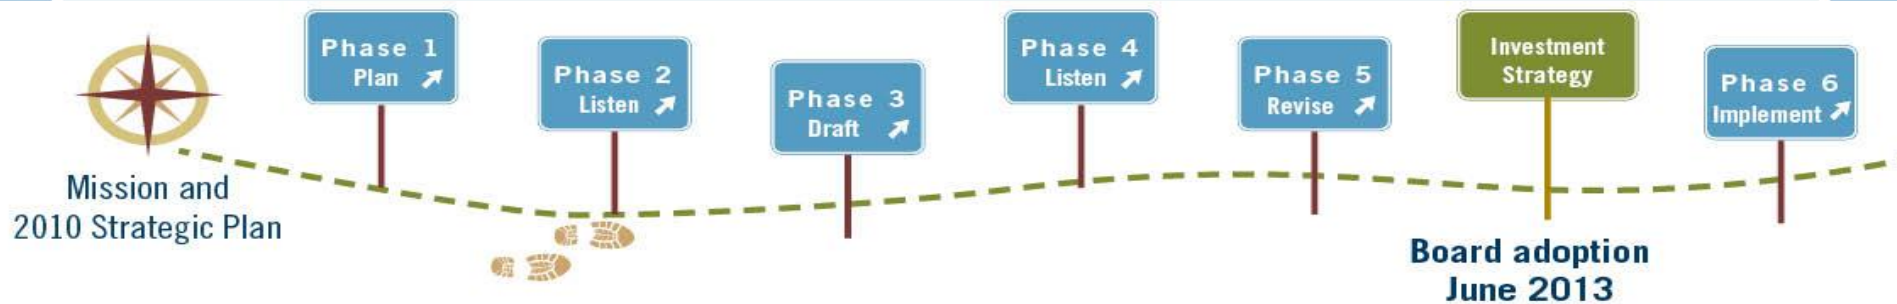 Mission and
2010 Strategic Plan
Phase 1
Plan
Phase 2
Listen
Phase 3
Draft
Phase 4
Listen
Phase 5
Revise
Investment
Strategy
Board adoption
June 2013
Phase 6
Implement